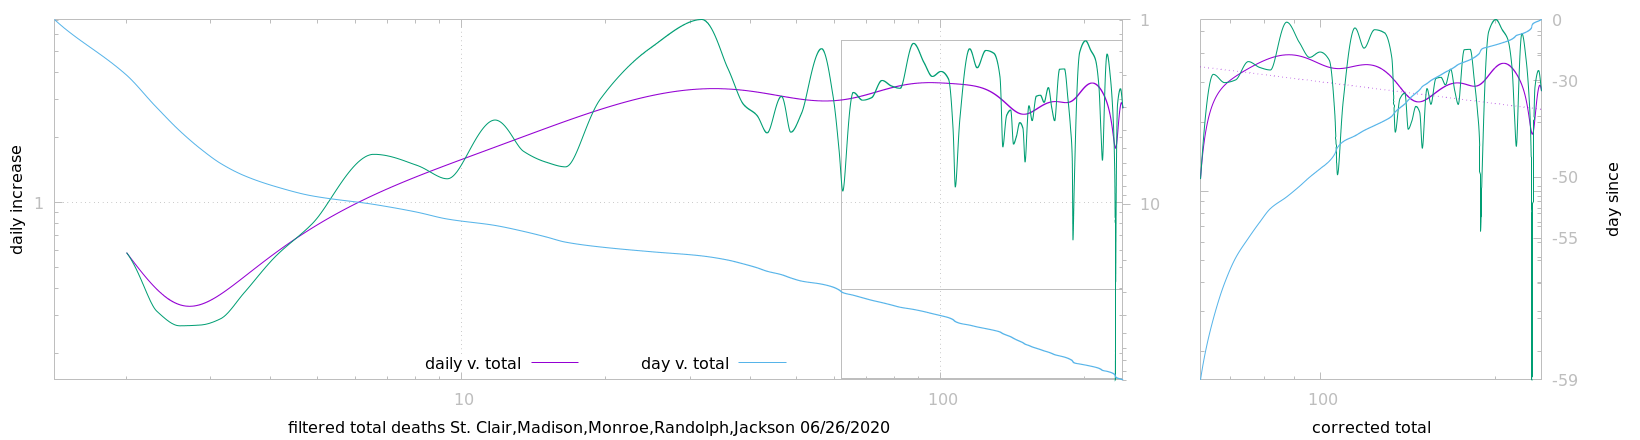 daily increase
1
daily v. total
day v. total
10
100
1
10
filtered total deaths St. Clair,Madison,Monroe,Randolph,Jackson 06/26/2020
0
-30
-50
-55
-59
day since
100
corrected total